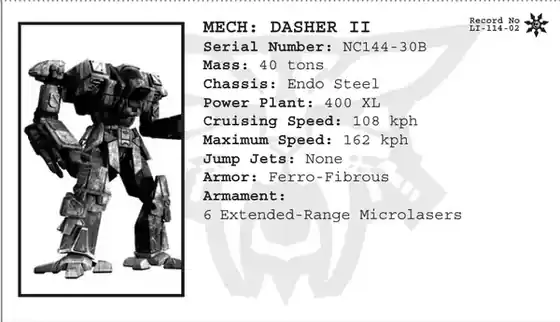 MECH: DASHER II
Record No
LI-114-02
Serial Number: NC144-30B
Mass: 40 tons
Chassis: Endo Steel
Power Plant: 400 XL
Cruising Speed: 108 kph
Maximum Speed: 162 kph
Jump Jets: None
Armor: Ferro-Fibrous
Armament:
6 Extended-Range Microlasers